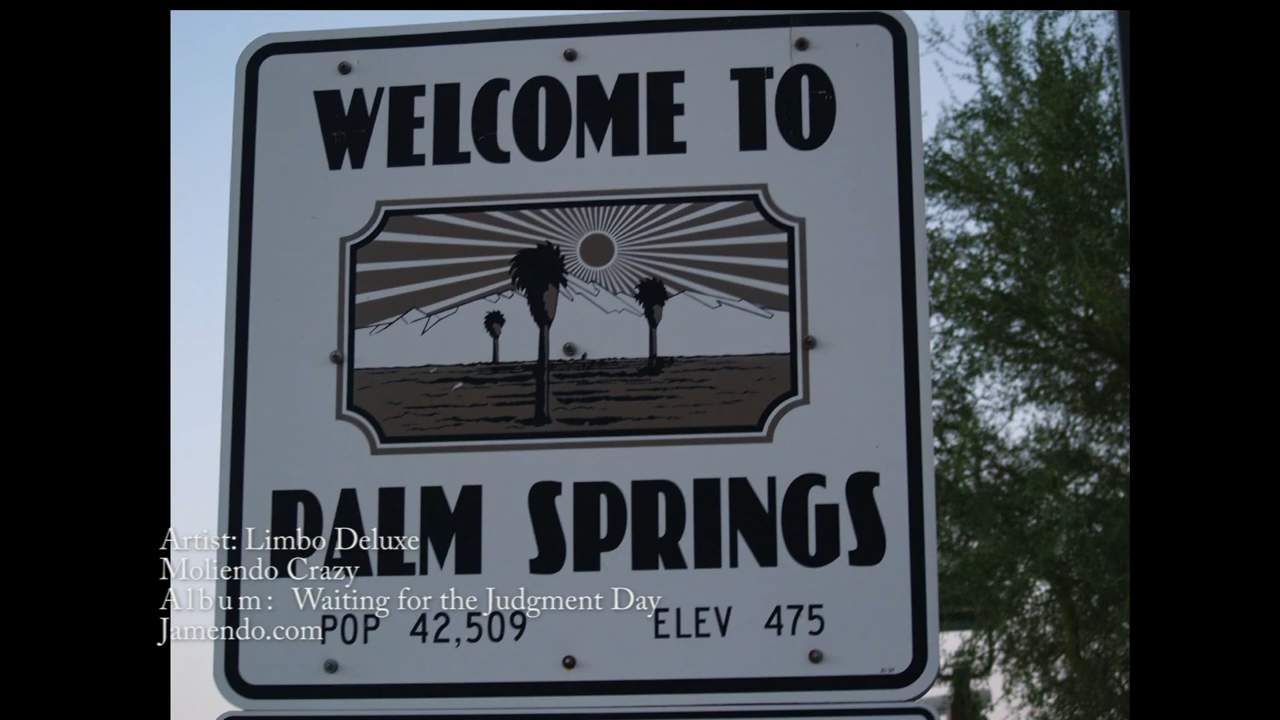 WELCOME TO
PALM SPRINGS
POP 42,509 ELEV 475
Artist: Limbo Deluxe
Moliendo Crazy
Album: Waiting for the Judgment Day
Jamendo.com